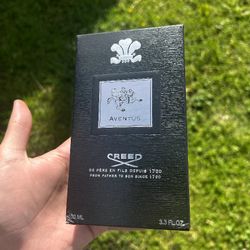 AVENTUS
CREED
DE PÈRE EN FILS DEPUIS 1760
FROM FATHER TO SON SINCE 1760
3.3 FL.OZ.